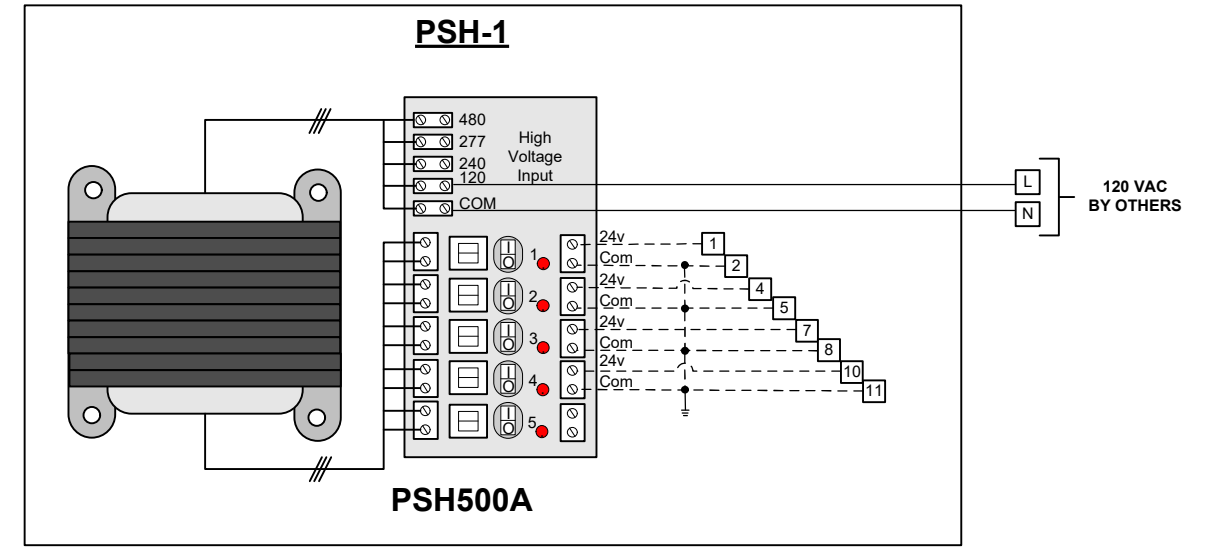 PSH-1
480
277
240
120
COM
High
Voltage
Input
L
N
120 VAC
BY OTHERS
I
O
1
24v
Com
1
2
I
O
2
24v
Com
4
5
I
O
3
24v
Com
7
8
I
O
4
24v
Com
10
11
I
O
5
PSH500A